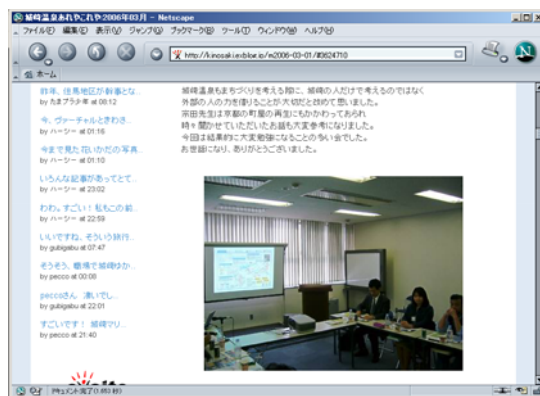 城崎温泉あれやこれや:2006年03月 - Netscape
ファイル(F) 編集(E) 表示(V) ジャンプ(G) ブックマーク(B) ツール(T) ウィンドウ(W) ヘルプ(H)
http://kinosaki.exblog.jp/m2006-03-01/#3624710
ホーム
昨年、但馬地区が幹事とな..
by たまプラ少年 at 08:12
今、ヴァーチャルときわさ..
by ハーシー at 01:16
今まで見た花いかだの写真..
by ハーシー at 01:10
いろんな記事があってとて..
by ハーシー at 23:02
わわ。すごい！私もこの前..
by ハーシー at 22:59
いいですね、そういう旅行..
by gubigabu at 07:47
そうそう、職場で城崎ゆか..
by pecco at 00:08
peccoさん 凄いでし..
by gubigabu at 22:01
すごいです！ 城崎マリ..
by pecco at 21:40
excite
城崎温泉もまちづくりを考える際に、城崎の人だけで考えるのではなく
外部の人の力を借りることが大切だと改めて思いました。
宗田先生は京都の町屋の再生にもかかわっておられ
時々聞かせていただいたお話も大変参考になりました。
今回は結果的に大変勉強になることの多い会でした。
お世話になり、ありがとうございました。
ドキュメント:完了(1.653 秒)